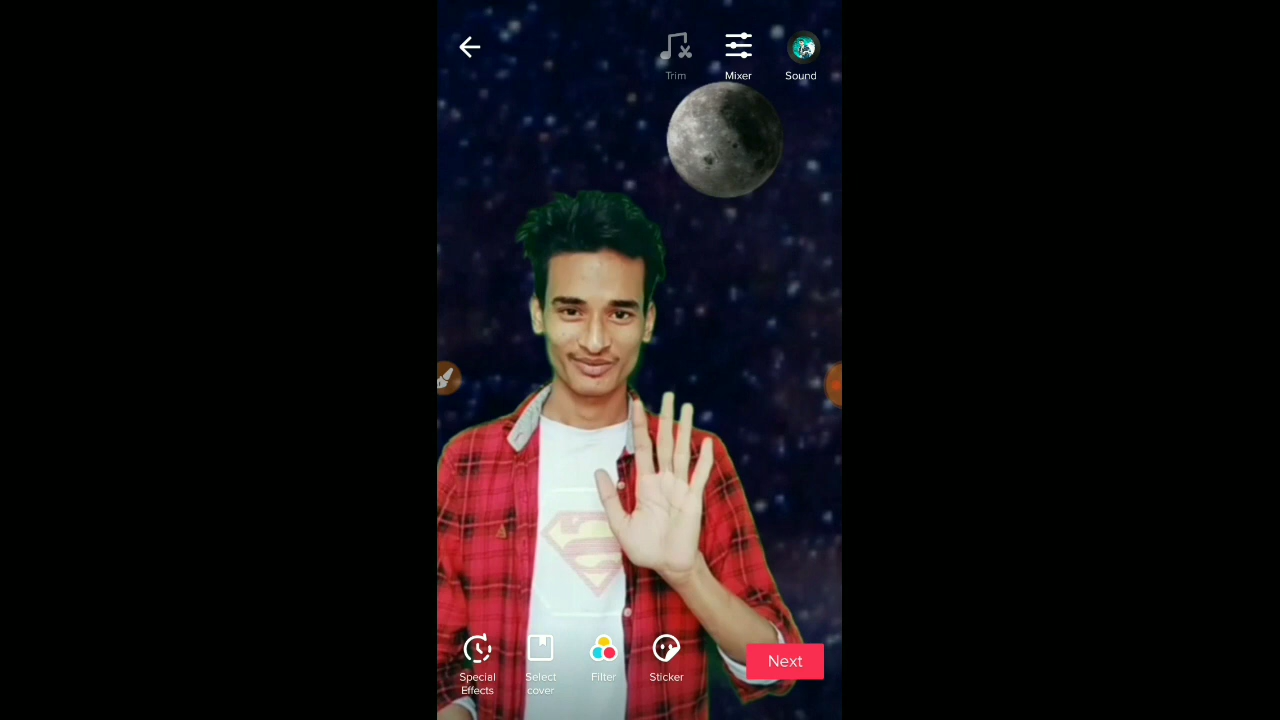 Trim
Mixer
Sound
Special
Effects
Select
cover
Filter
Sticker
Next